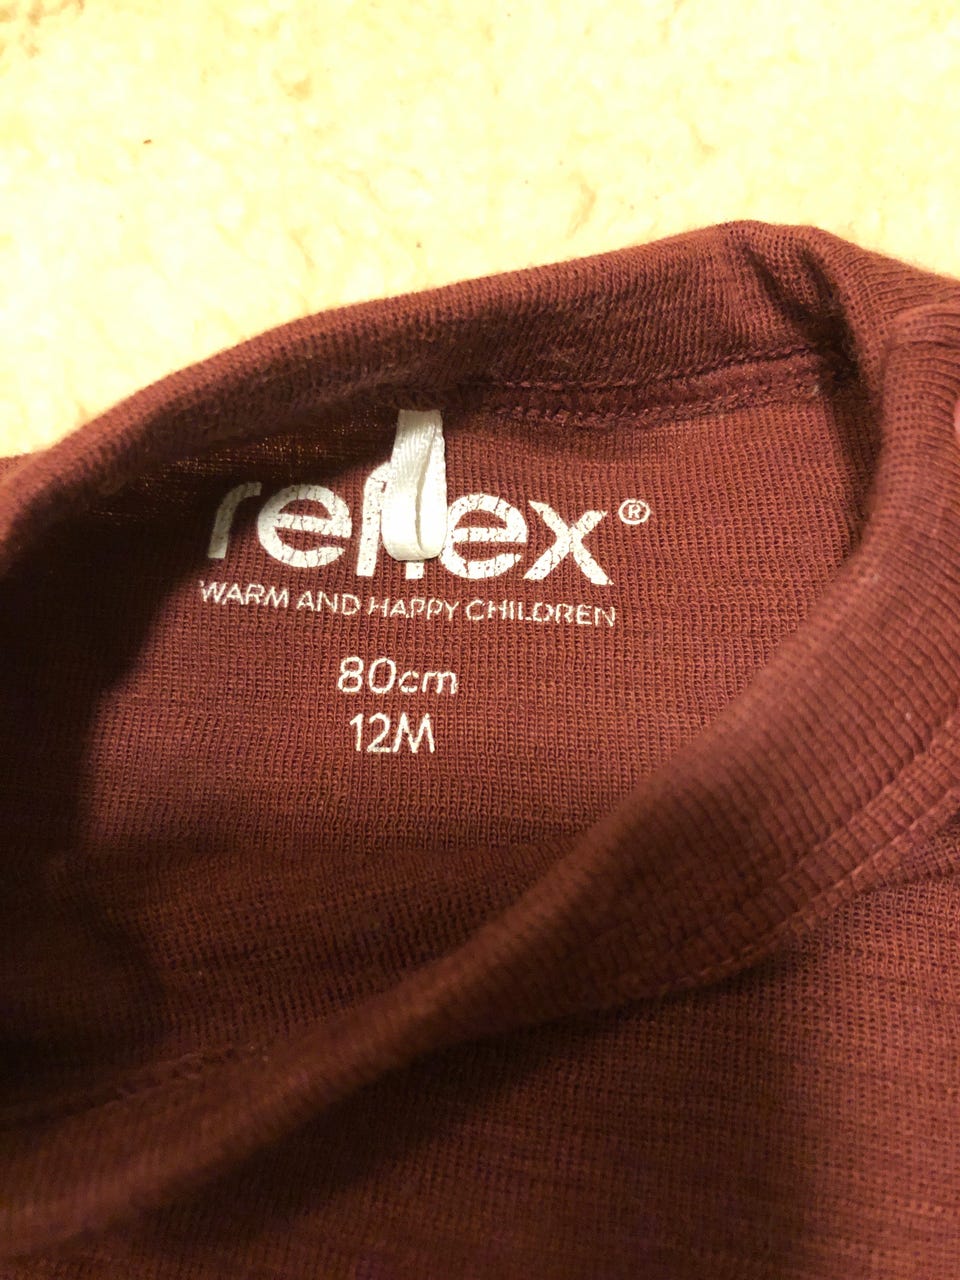 reflex®
WARM AND HAPPY CHILDREN
80cm
12M